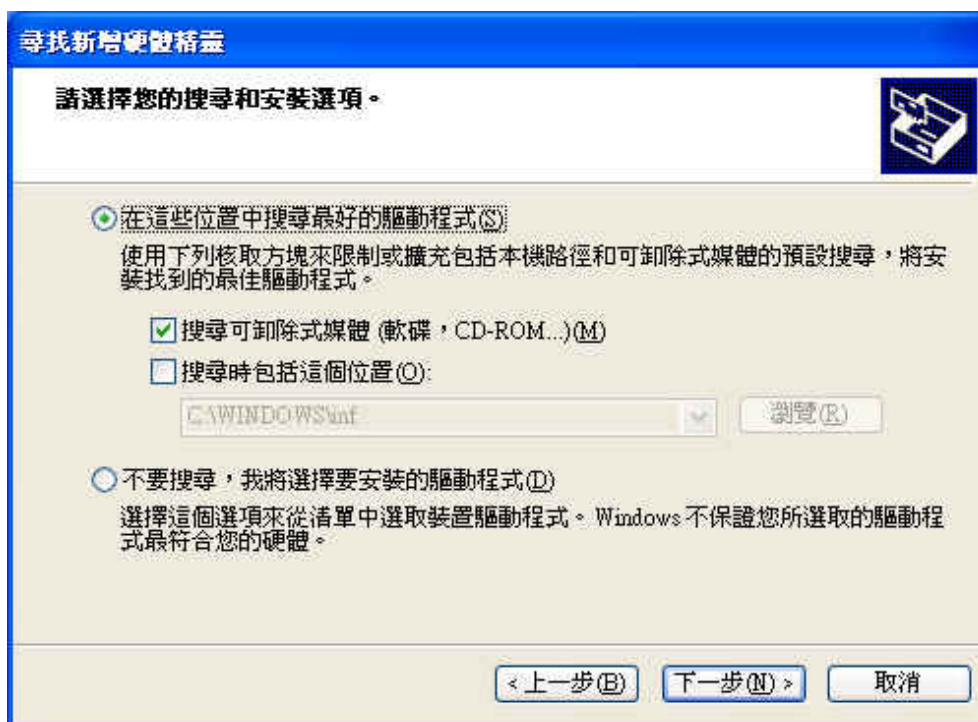 尋找新增硬體精靈
請選擇您的搜尋和安裝選項。
在這些位置中搜尋最好的驅動程式(S)
使用下列核取方塊來限制或擴充包括本機路徑和可卸除式媒體的預設搜尋，將安
裝找到的最佳驅動程式。
搜尋可卸除式媒體 (軟碟，CD-ROM...)(M)
搜尋時包括這個位置(O):
C:\WINDOWS\inf
瀏覽(R)
不要搜尋，我將選擇要安裝的驅動程式(D)
選擇這個選項來從清單中選取裝置驅動程式。Windows 不保證您所選取的驅動程
式最符合您的硬體。
<上一步(B)
下一步(N)>
取消